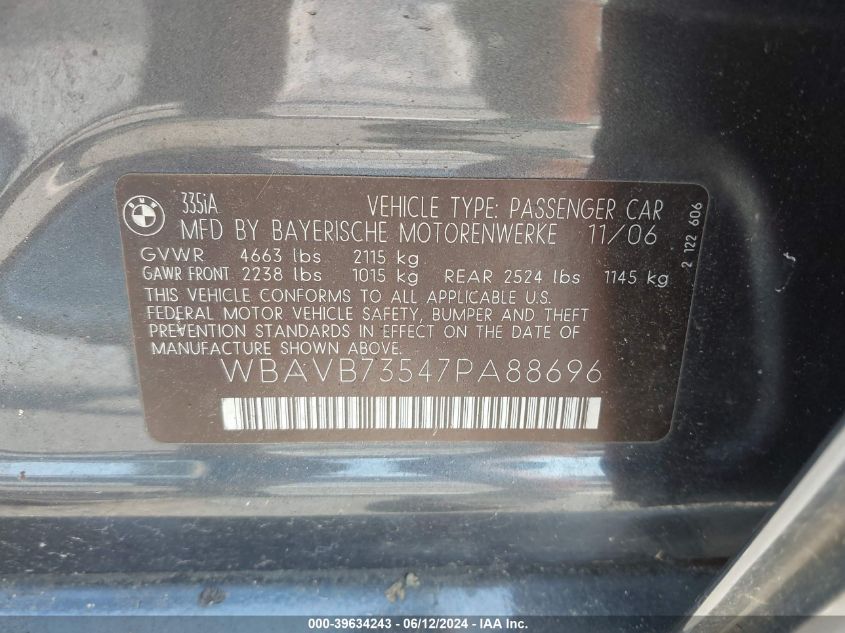 BMW
335iA VEHICLE TYPE: PASSENGER CAR
MFD BY BAYERISCHE MOTORENWERKE 11/06
GVWR 4663 lbs 2115 kg
GAWR FRONT 2238 lbs 1015 kg REAR 2524 lbs 1145 kg
THIS VEHICLE CONFORMS TO ALL APPLICABLE U.S.
FEDERAL MOTOR VEHICLE SAFETY, BUMPER AND THEFT
PREVENTION STANDARDS IN EFFECT ON THE DATE OF
MANUFACTURE SHOWN ABOVE.
WBAVB73547PA88696
2 122 606
000-39634243 - 06/12/2024 - IAA Inc.